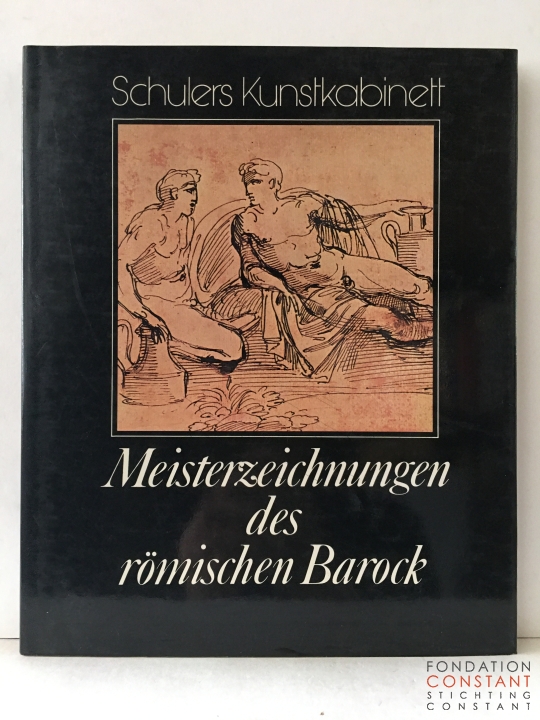 Schulers Kunstkabinett
Meisterzeichnungen
des
römischen Barock
FONDATION
CONSTANT
STICHTING
CONSTANT